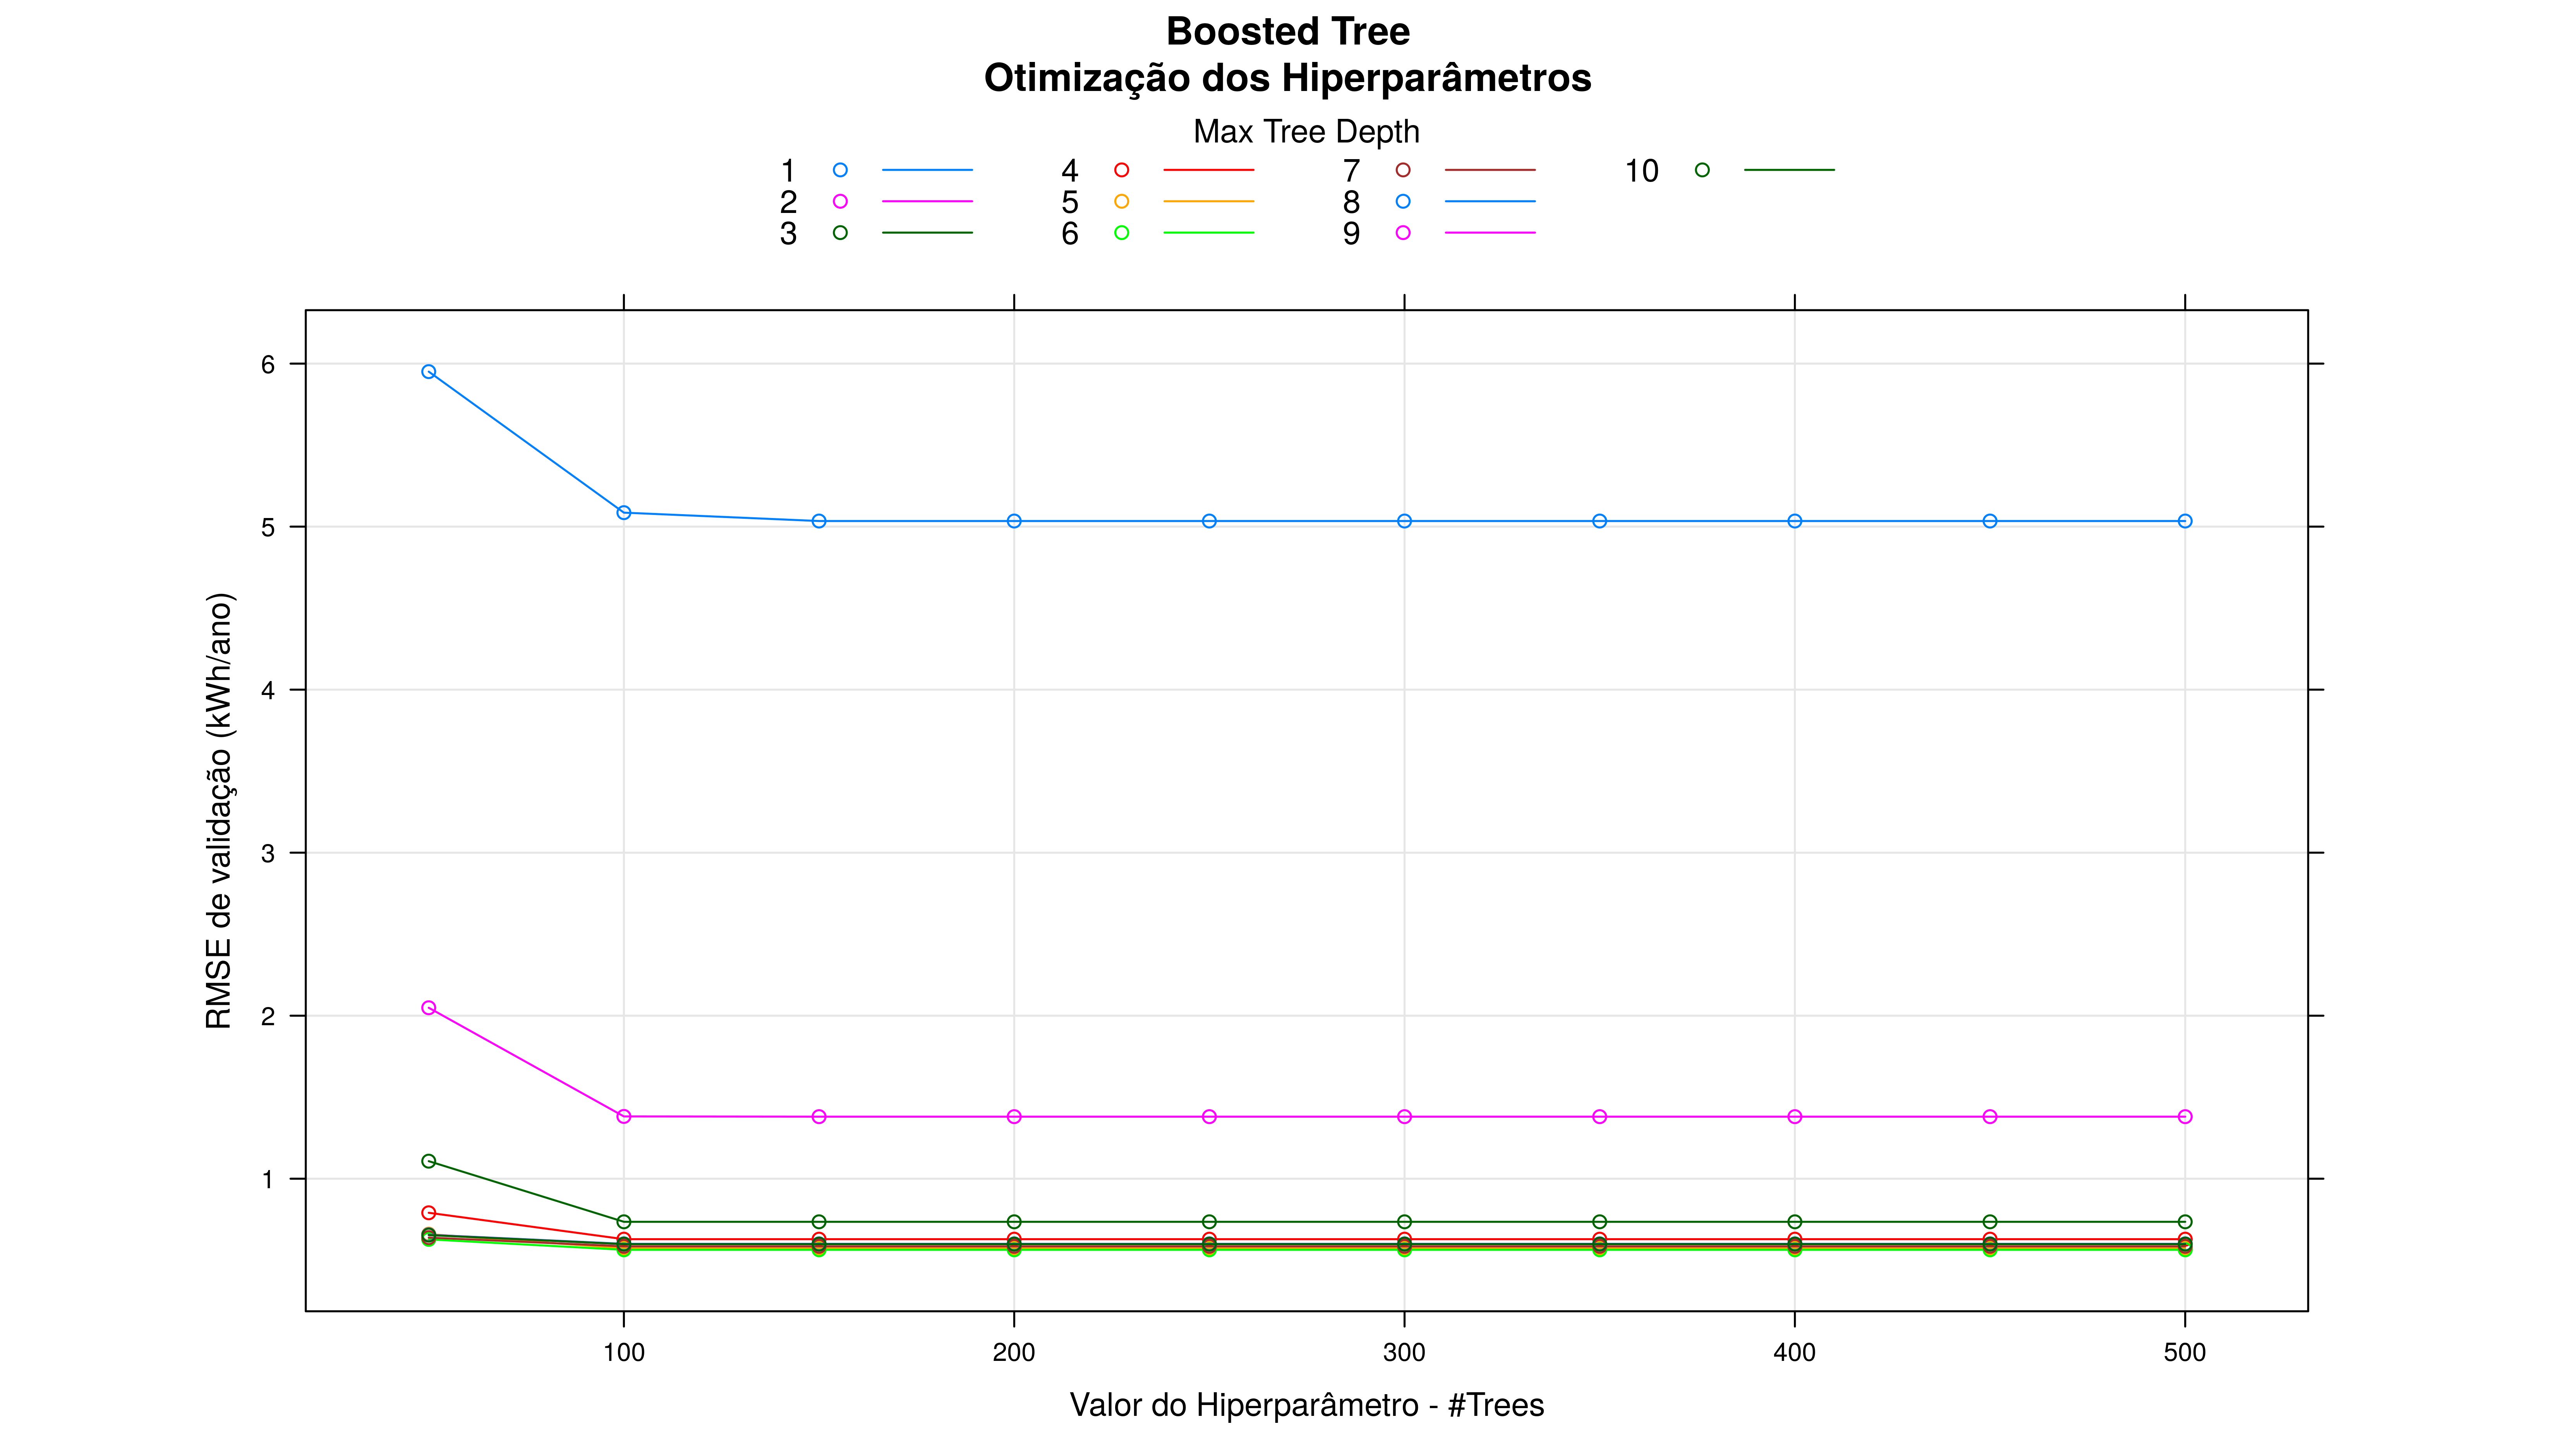 Boosted Tree
Otimização dos Hiperparâmetros
Max Tree Depth
1 4 7 10
2 5 8
3 6 9
6
5
4
3
2
1
RMSE de validação (kWh/ano)
100 200 300 400 500
Valor do Hiperparâmetro - #Trees